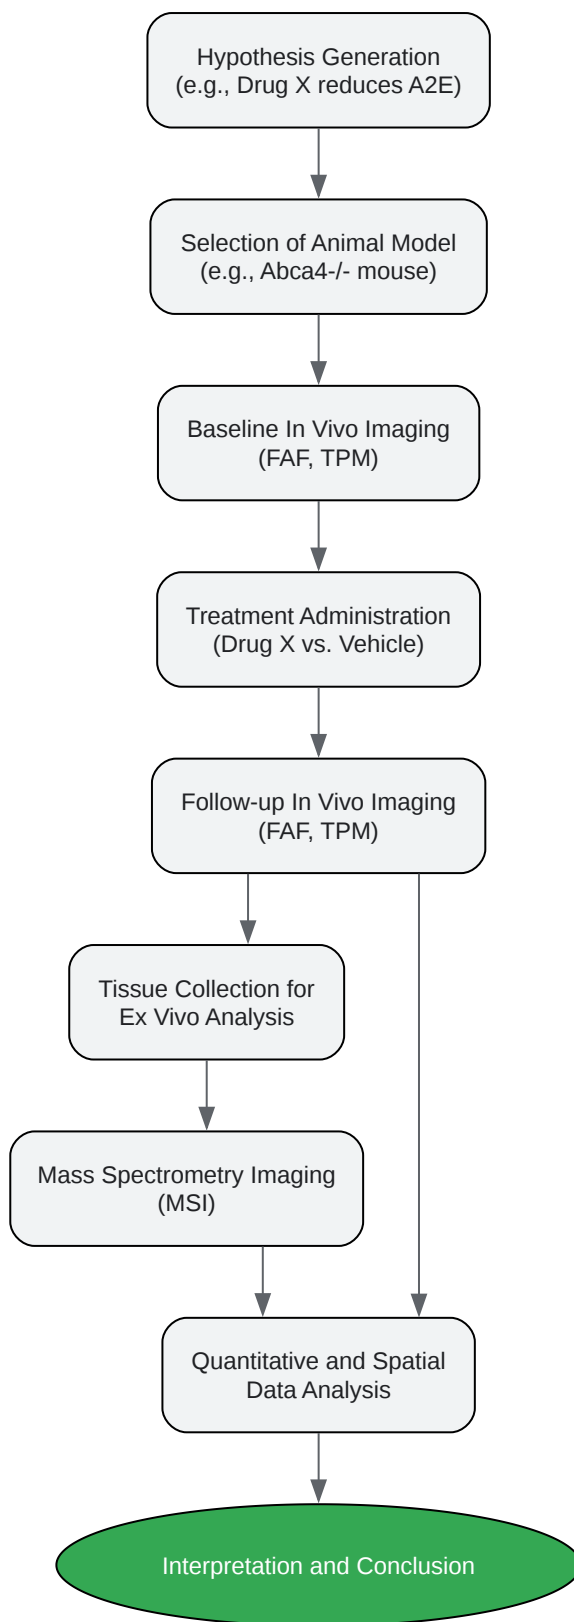 Hypothesis Generation
(e.g., Drug X reduces A2E)
Selection of Animal Model
(e.g., Abca4-/- mouse)
Baseline In Vivo Imaging
(FAF, TPM)
Treatment Administration
(Drug X vs. Vehicle)
Follow-up In Vivo Imaging
(FAF, TPM)
Tissue Collection for
Ex Vivo Analysis
Mass Spectrometry Imaging
(MSI)
Quantitative and Spatial
Data Analysis
Interpretation and Conclusion